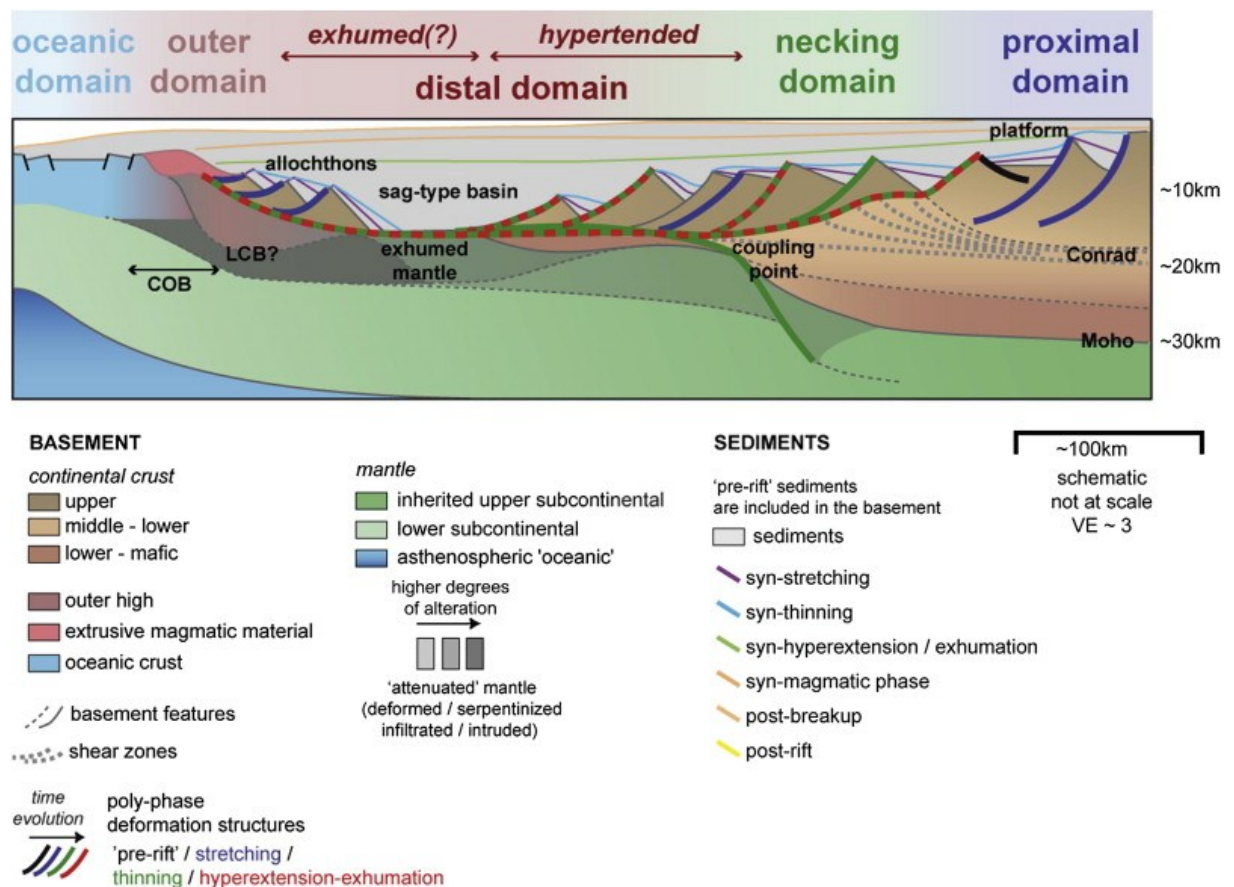 oceanic domain
outer domain
exhumed(?)
hypertended
distal domain
necking domain
proximal domain
platform
allochthons
sag-type basin
~10km
LCB?
exhumed mantle
coupling point
Conrad
COB
~20km
Moho
~30km
BASEMENT
continental crust
upper
middle - lower
lower - mafic
outer high
extrusive magmatic material
oceanic crust
basement features
shear zones
time evolution
poly-phase
deformation structures
'pre-rift' / stretching /
thinning / hyperextension-exhumation
mantle
inherited upper subcontinental
lower subcontinental
asthenospheric 'oceanic'
higher degrees
of alteration
'attenuated' mantle
(deformed / serpentinized
infiltrated / intruded)
SEDIMENTS
'pre-rift' sediments
are included in the basement
sediments
syn-stretching
syn-thinning
syn-hyperextension / exhumation
syn-magmatic phase
post-breakup
post-rift
~100km
schematic
not at scale
VE ~ 3